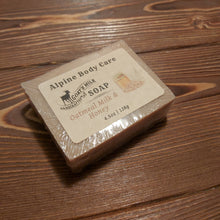 Alpine Body Care
GOAT'S MILK
SOAP
Oatmeal Milk &
Honey
4.5oz / 128g